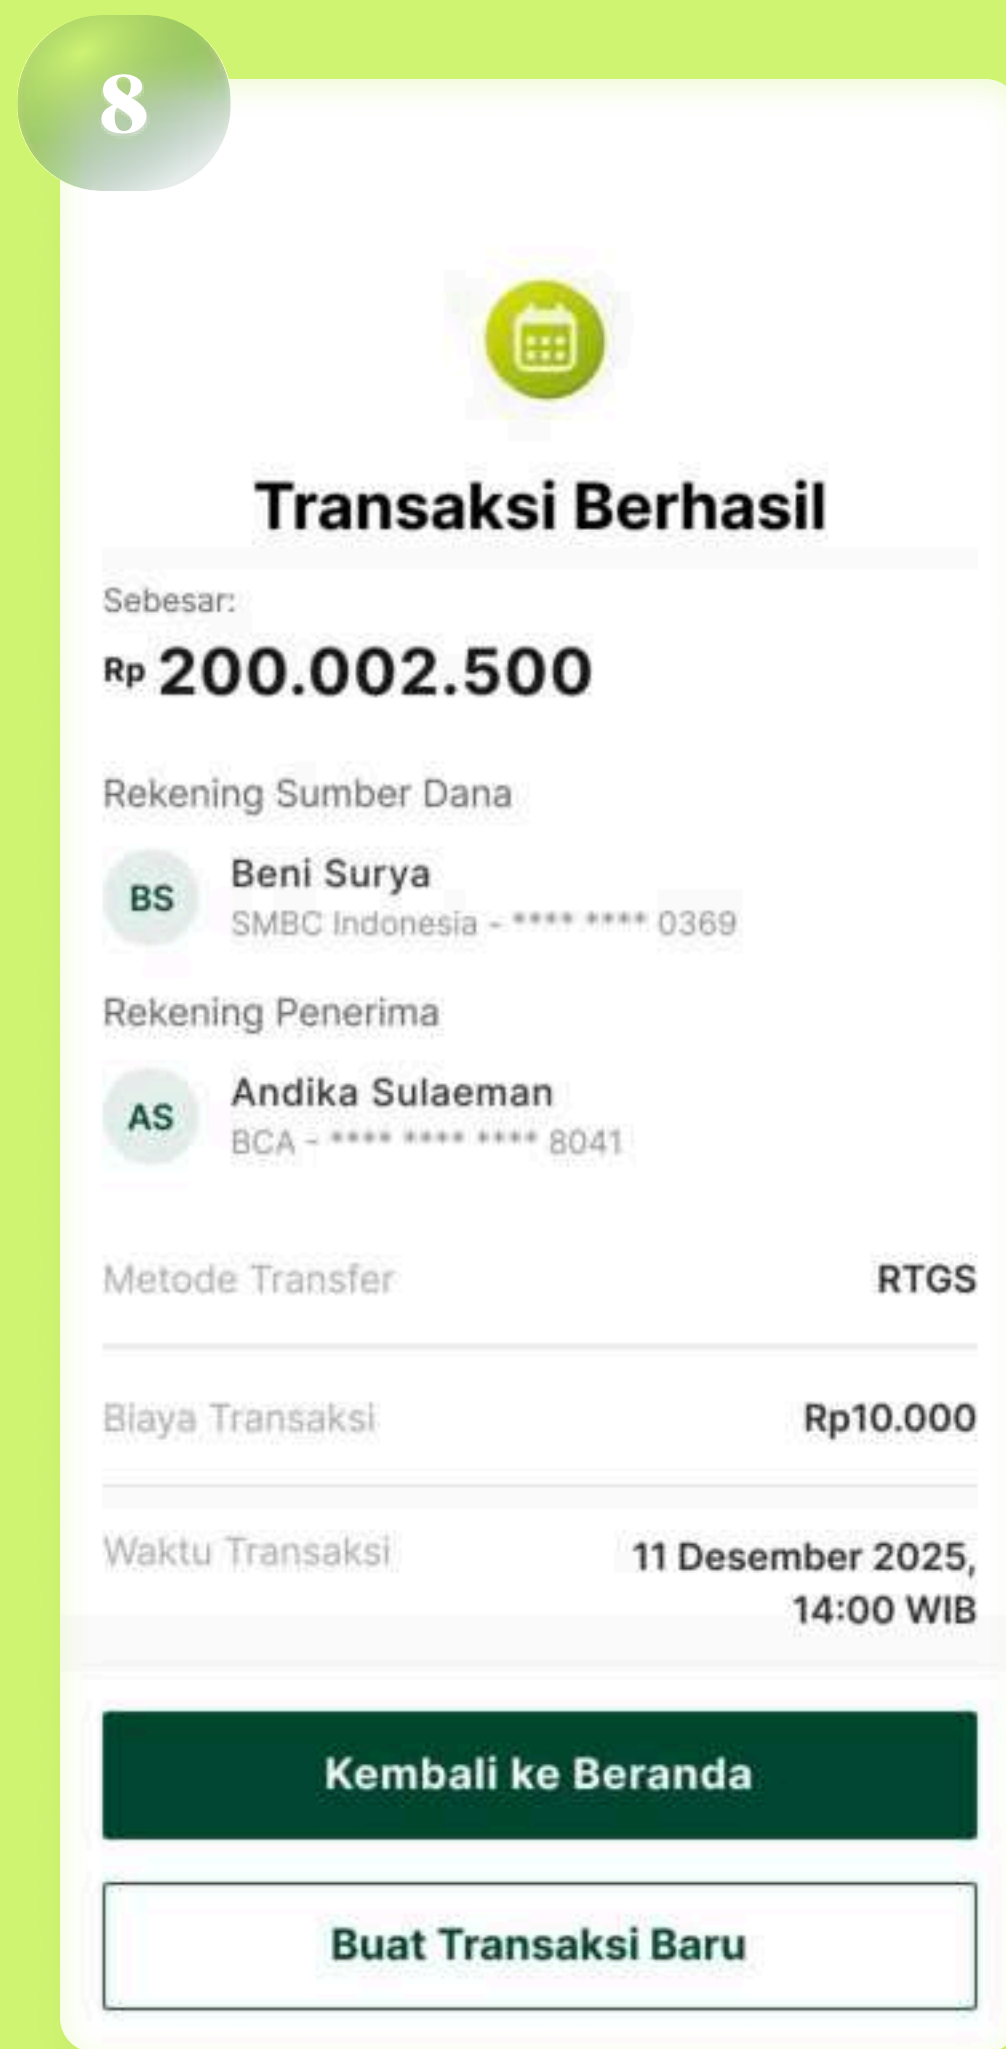 8
Transaksi Berhasil
Sebesar:
Rp 200.002.500
Rekening Sumber Dana
BS
Beni Surya
SMBC Indonesia - **** **** 0369
Rekening Penerima
AS
Andika Sulaeman
BCA - **** **** **** 8041
Metode Transfer RTGS
Biaya Transaksi Rp10.000
Waktu Transaksi 11 Desember 2025,
14:00 WIB
Kembali ke Beranda
Buat Transaksi Baru